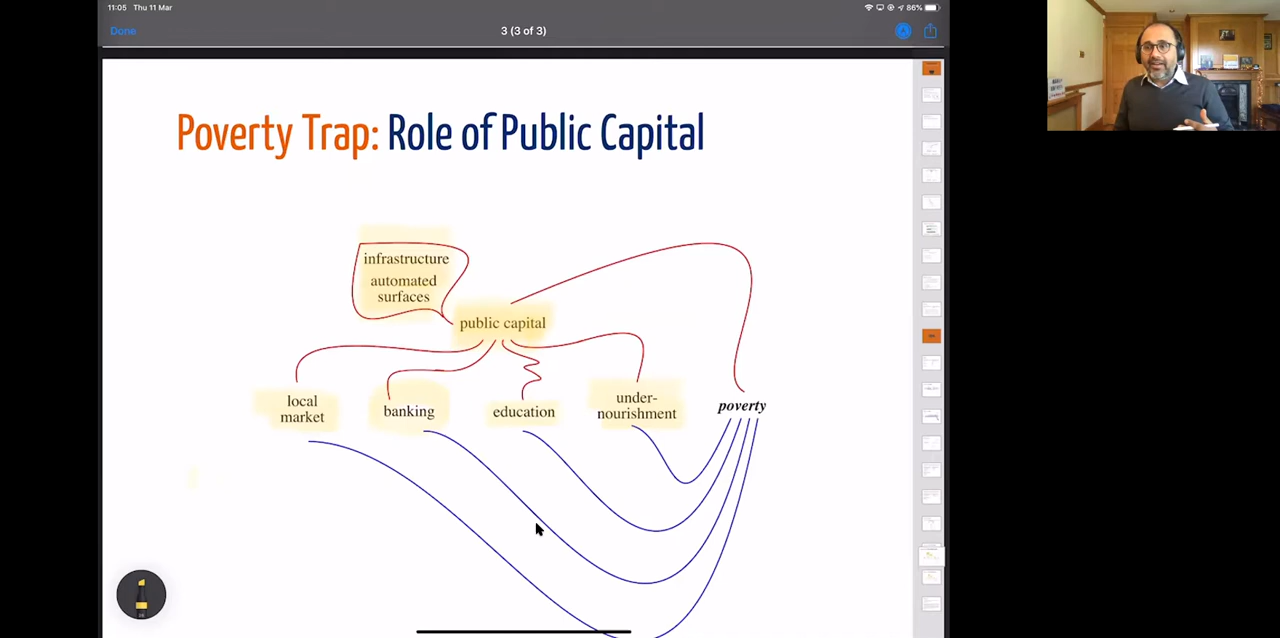 11:05 Thu 11 Mar
86%
Done
3 (3 of 3)
Poverty Trap: Role of Public Capital
infrastructure
automated
surfaces
public capital
local
market
banking
education
under-
nourishment
poverty